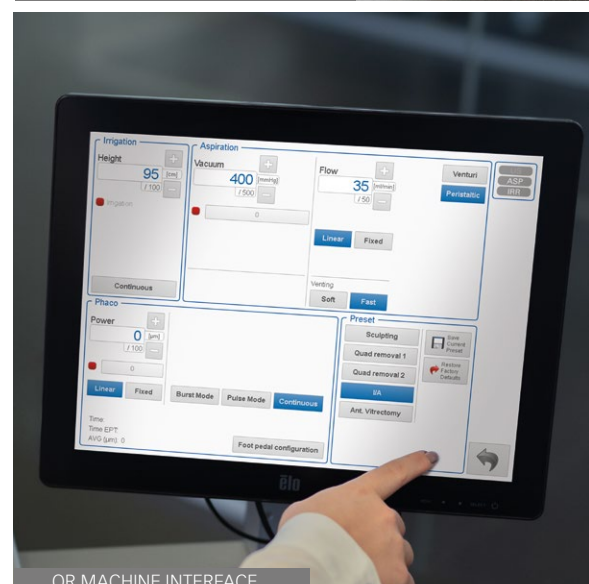 Irrigation
Height
95 [cm]
/ 100
Irrigation
Continuous
Aspiration
Vacuum
400 [mmHg]
/ 500
0
Flow
35 [ml/min]
/ 50
Linear Fixed
Venting
Soft Fast
Venturi
Peristaltic
ASP
IRR
Phaco
Power
0 [µm]
/ 100
0
Linear Fixed
Burst Mode Pulse Mode Continuous
Time
Time EPT:
AVG (µm) 0
Foot pedal configuration
Preset
Sculpting
Quad removal 1
Quad removal 2
I/A
Ant. Vitrectomy
Save
Current
Preset
Restore
Factory
Defaults
elo
OR MACHINE INTERFACE